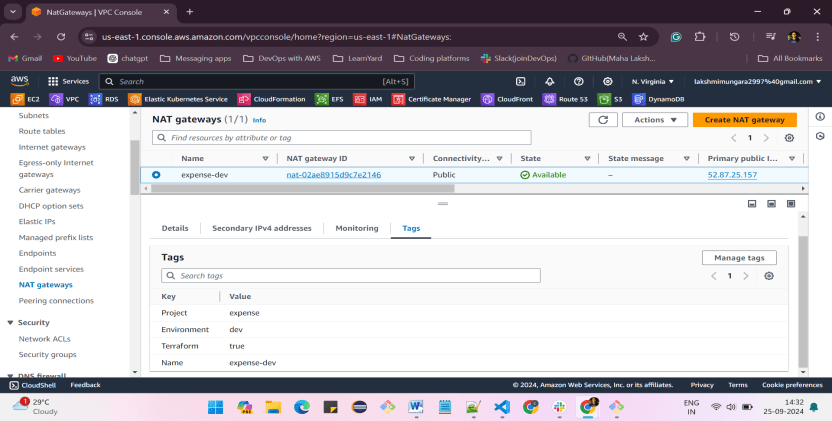 NatGateways | VPC Console
us-east-1.console.aws.amazon.com/vpcconsole/home?region=us-east-1#NatGateways:
Gmail YouTube chatgpt Messaging apps DevOps with AWS LearnYard Coding platforms Slack(joinDevOps) GitHub(Maha Laksh... All Bookmarks
aws Services Search [Alt+S] N. Virginia lakshmimungara2997%40gmail.com
EC2 VPC RDS Elastic Kubernetes Service CloudFormation EFS IAM Certificate Manager CloudFront Route 53 S3 DynamoDB
Subnets
Route tables
Internet gateways
Egress-only Internet
gateways
Carrier gateways
DHCP option sets
Elastic IPs
Managed prefix lists
Endpoints
Endpoint services
NAT gateways
Peering connections
Security
Network ACLs
Security groups
DNS firewall
NAT gateways (1/1) Info
Actions
Create NAT gateway
Find resources by attribute or tag
1
Name NAT gateway ID Connectivity... State State message Primary public I...
expense-dev nat-02ae8915d9c7e2146 Public Available – 52.87.25.157
Details Secondary IPv4 addresses Monitoring Tags
Tags
Manage tags
Search tags
1
Key Value
Project expense
Environment dev
Terraform true
Name expense-dev
CloudShell Feedback © 2024, Amazon Web Services, Inc. or its affiliates. Privacy Terms Cookie preferences
1
29°C
Cloudy
ENG
IN
14:32
25-09-2024